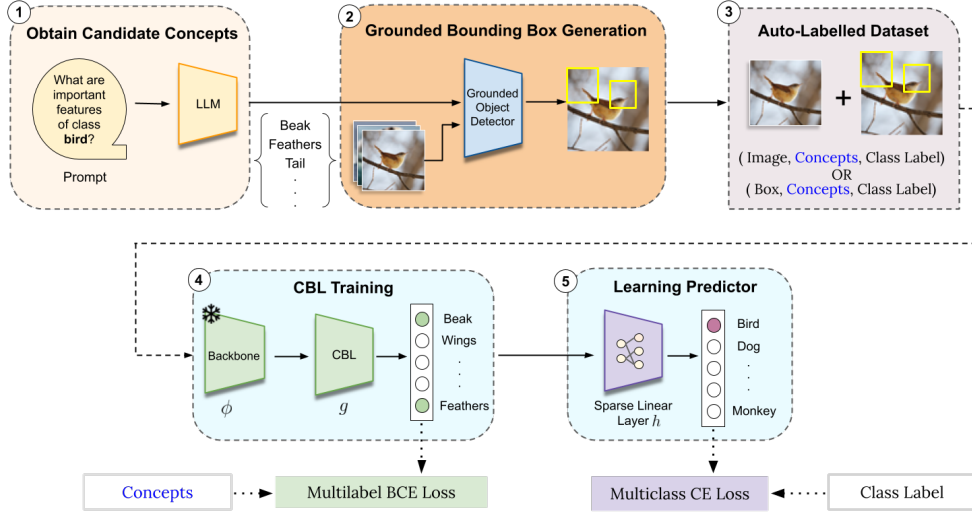 1
Obtain Candidate Concepts
What are
important
features
of class
bird?
Prompt
LLM
Beak
Feathers
Tail
.
.
.
2
Grounded Bounding Box Generation
Grounded
Object
Detector
3
Auto-Labelled Dataset
+
( Image, Concepts, Class Label)
OR
( Box, Concepts, Class Label)
4
CBL Training
Backbone
ϕ
CBL
g
Beak
Wings
.
.
.
Feathers
5
Learning Predictor
Sparse Linear
Layer h
Bird
Dog
.
.
.
Monkey
Concepts
Multilabel BCE Loss
Multiclass CE Loss
Class Label